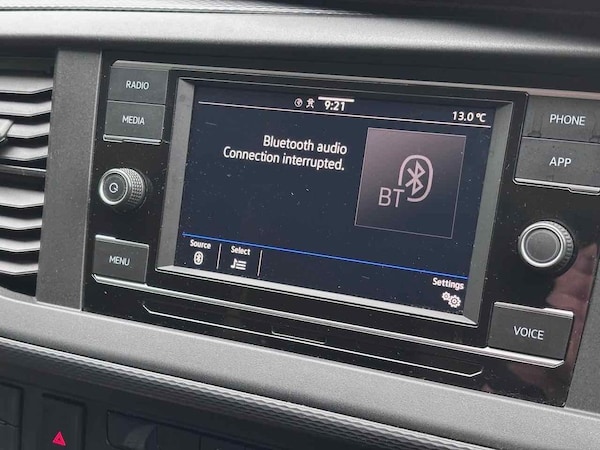 RADIO
MEDIA
MENU
9:21
13.0 °C
Bluetooth audio
Connection interrupted.
BT
Source
Select
Settings
PHONE
APP
VOICE